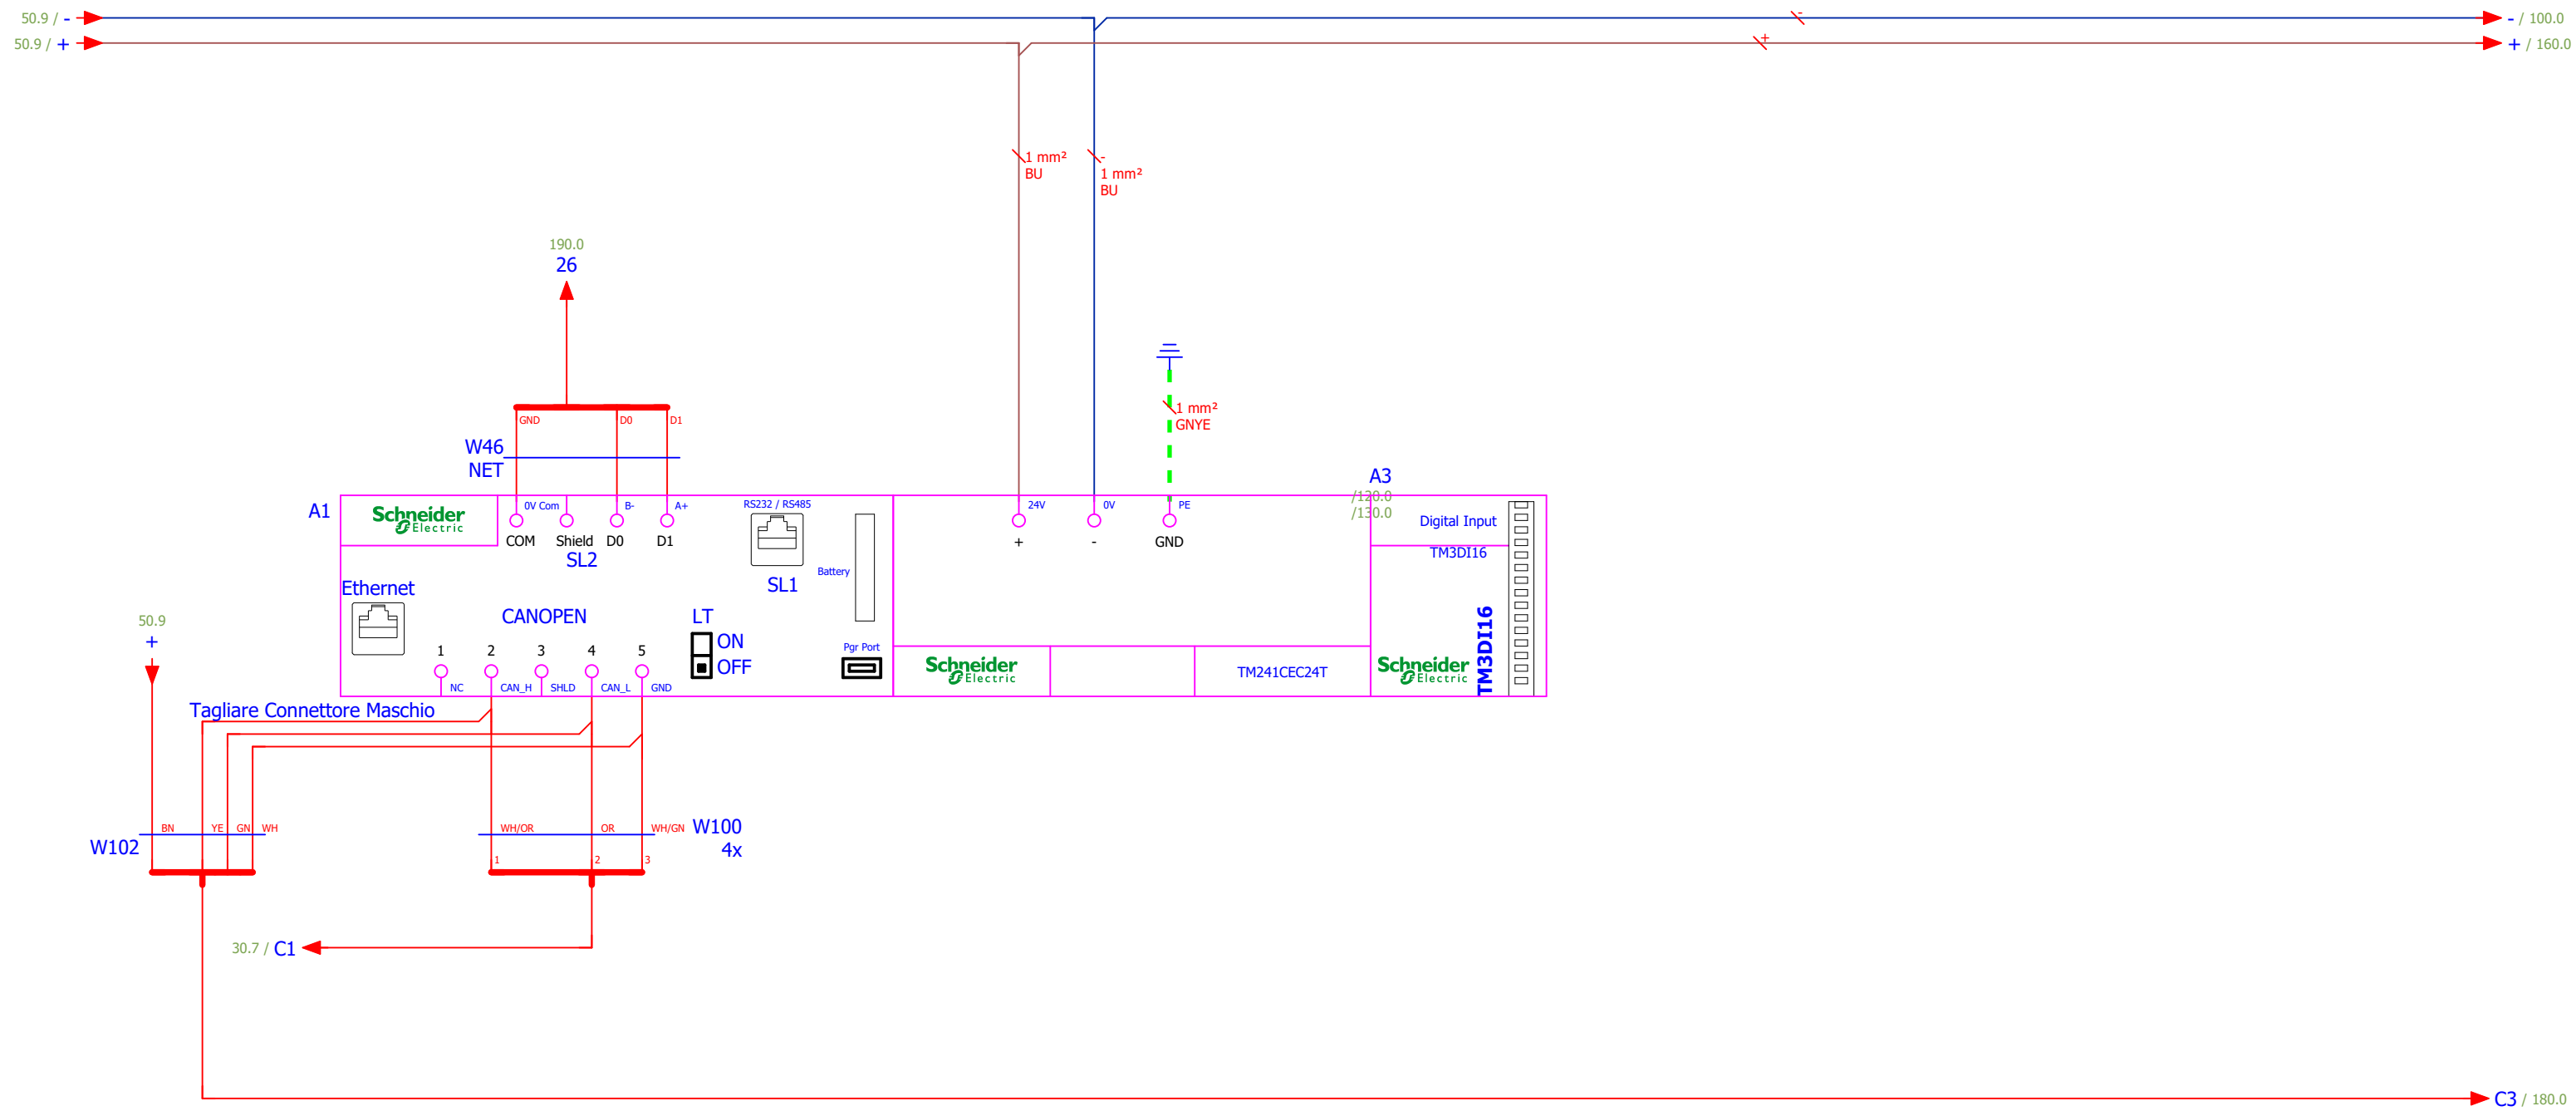 50.9 / -
- / 100.0
50.9 / +
+ / 160.0
-
+
1 mm²
BU
-
1 mm²
BU
190.0
26
1 mm²
GNYE
GND
D0
D1
W46
NET
A1
A3
/120.0
/130.0
Schneider
Electric
0V Com
B-
A+
RS232 / RS485
24V
0V
PE
Digital Input
COM
Shield
D0
D1
SL2
+
-
GND
TM3DI16
Battery
SL1
Ethernet
CANOPEN
LT
ON
OFF
50.9
+
1
2
3
4
5
Pgr Port
NC
CAN_H
SHLD
CAN_L
GND
Schneider
Electric
TM241CEC24T
Schneider
Electric
TM3DI16
Tagliare Connettore Maschio
BN
YE
GN
WH
W102
WH/OR
OR
WH/GN
W100
4x
1
2
3
30.7 / C1
C3 / 180.0